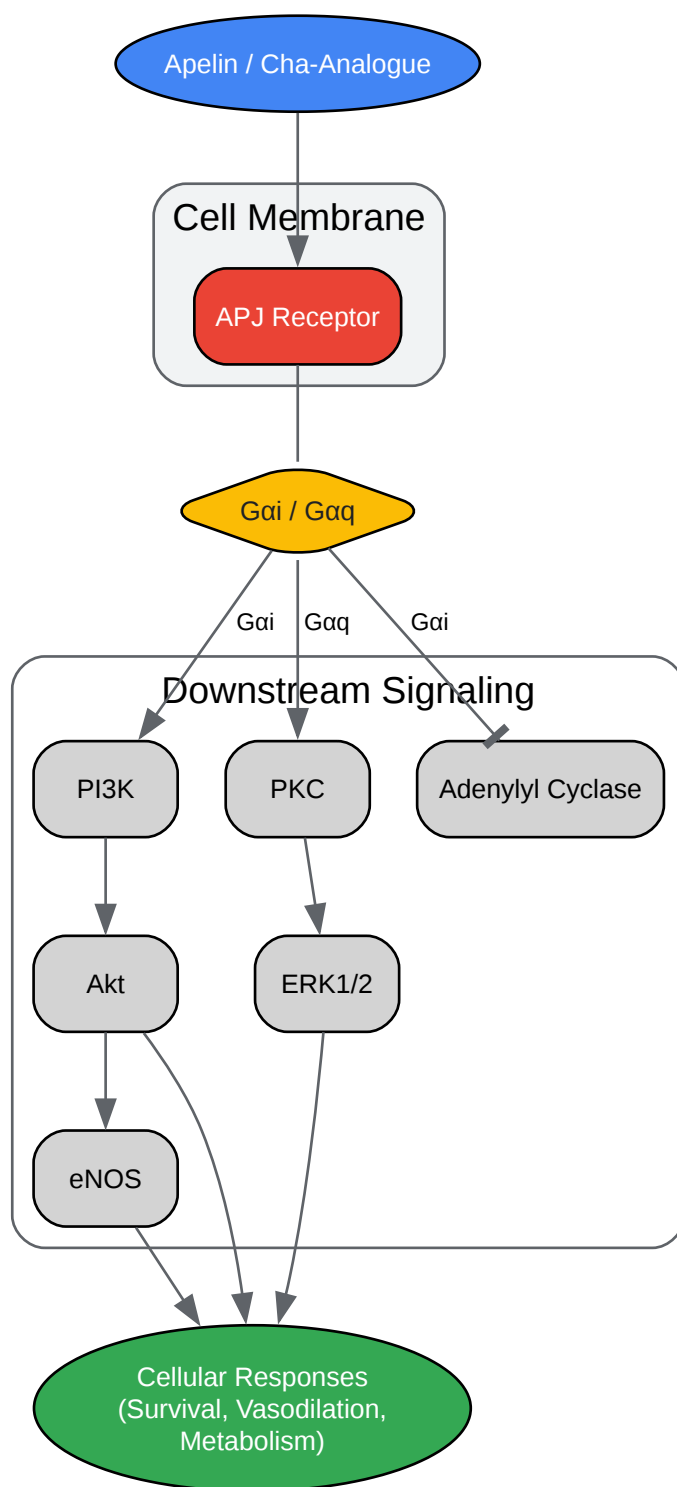 Apelin / Cha-Analogue
Cell Membrane
APJ Receptor
Gαi / Gαq
Gαi
Gαq
Gαi
Downstream Signaling
PI3K
PKC
Adenylyl Cyclase
Akt
ERK1/2
eNOS
Cellular Responses
(Survival, Vasodilation,
Metabolism)